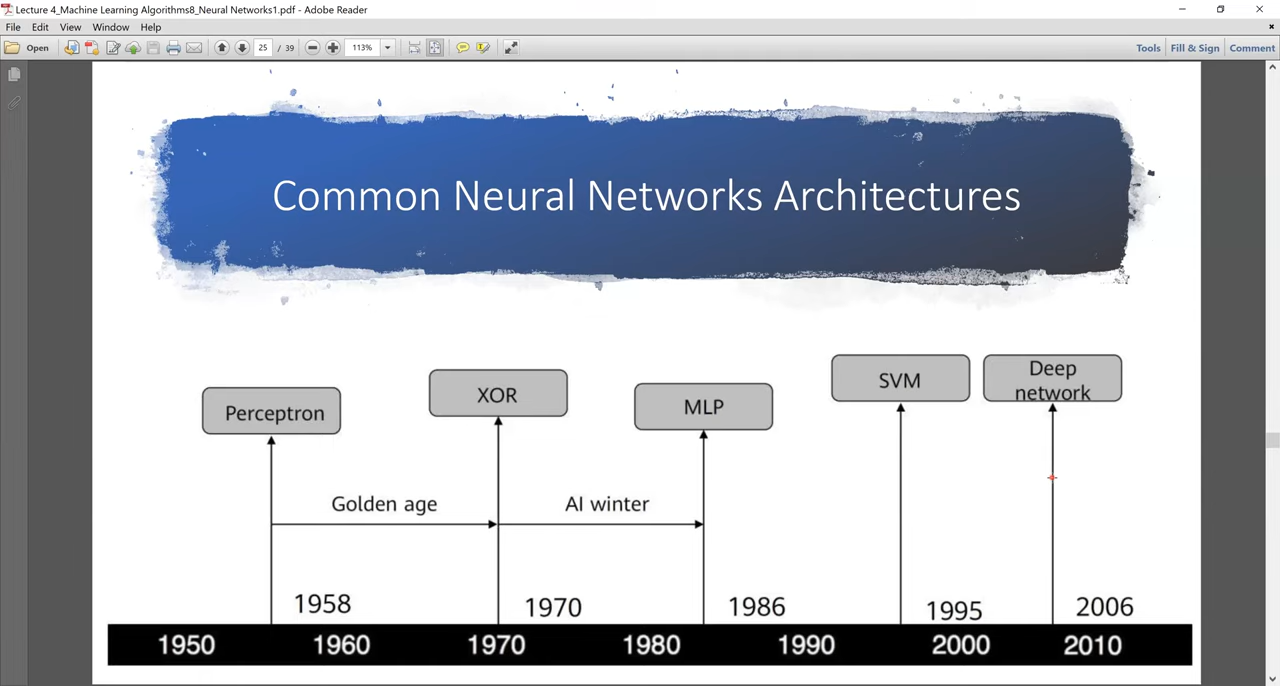 Lecture 4_Machine Learning Algorithms8_Neural Networks1.pdf - Adobe Reader
File Edit View Window Help
Open 25 / 39 113% Tools Fill & Sign Comment
Common Neural Networks Architectures
Perceptron
XOR
MLP
SVM
Deep
network
Golden age
AI winter
1958
1970
1986
1995
2006
1950 1960 1970 1980 1990 2000 2010